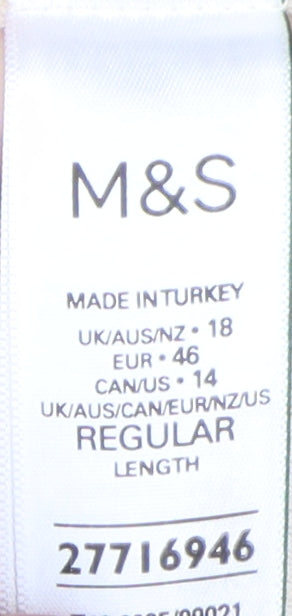 M&S
MADE IN TURKEY
UK/AUS/NZ • 18
EUR • 46
CAN/US • 14
UK/AUS/CAN/EUR/NZ/US
REGULAR
LENGTH
27716946